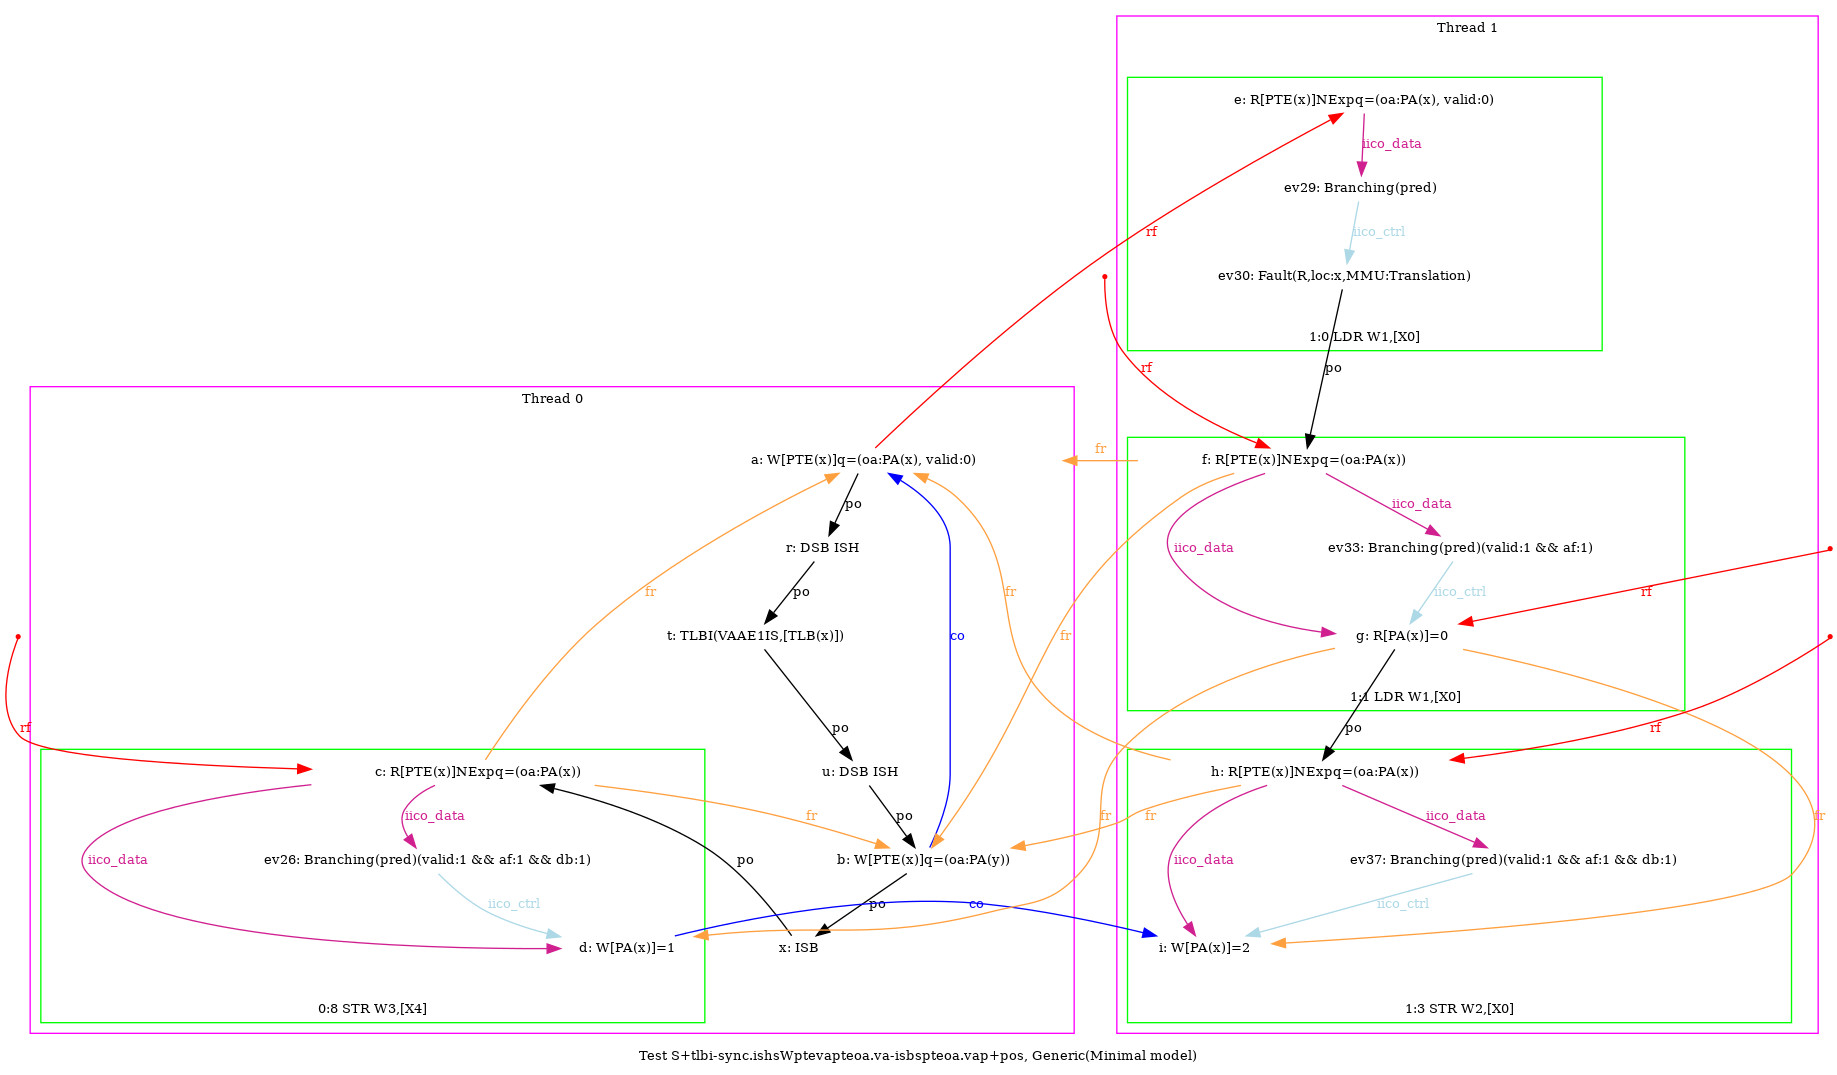 Thread 1
e: R[PTE(x)]NExpq=(oa:PA(x), valid:0)
iico_data
ev29: Branching(pred)
rf
iico_ctrl
ev30: Fault(R,loc:x,MMU:Translation)
1:0 LDR W1,[X0]
rf
po
Thread 0
fr
a: W[PTE(x)]q=(oa:PA(x), valid:0)
f: R[PTE(x)]NExpq=(oa:PA(x))
po
iico_data
r: DSB ISH
iico_data
ev33: Branching(pred)(valid:1 && af:1)
fr
po
fr
iico_ctrl
rf
t: TLBI(VAAE1IS,[TLB(x)])
co
fr
g: R[PA(x)]=0
1:1 LDR W1,[X0]
rf
po
po
rf
c: R[PTE(x)]NExpq=(oa:PA(x))
u: DSB ISH
h: R[PTE(x)]NExpq=(oa:PA(x))
iico_data
fr
po
fr
fr
iico_data
fr
iico_data
ev26: Branching(pred)(valid:1 && af:1 && db:1)
po
b: W[PTE(x)]q=(oa:PA(y))
iico_data
ev37: Branching(pred)(valid:1 && af:1 && db:1)
iico_ctrl
po
co
iico_ctrl
d: W[PA(x)]=1
x: ISB
i: W[PA(x)]=2
0:8 STR W3,[X4]
1:3 STR W2,[X0]
Test S+tlbi-sync.ishsWptevapteoa.va-isbspteoa.vap+pos, Generic(Minimal model)